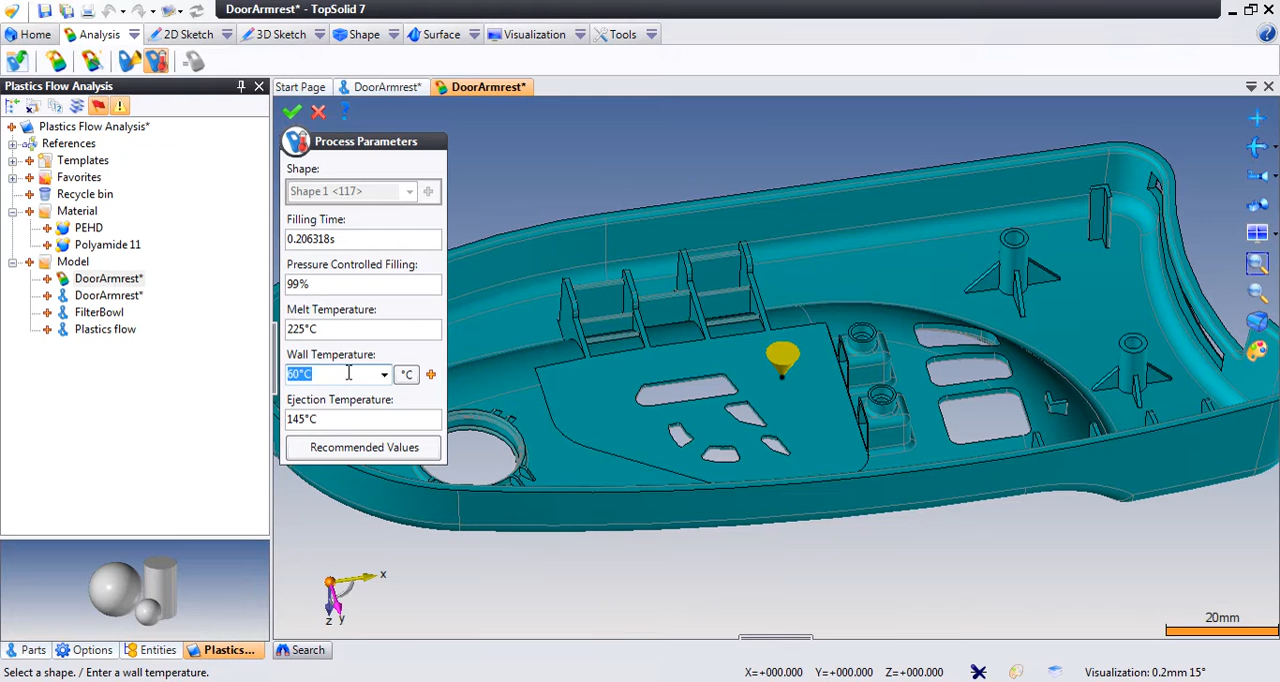 DoorArmrest* - TopSolid 7
Home Analysis 2D Sketch 3D Sketch Shape Surface Visualization Tools
Plastics Flow Analysis
Start Page DoorArmrest* DoorArmrest*
Plastics Flow Analysis*
References
Templates
Favorites
Recycle bin
Material
PEHD
Polyamide 11
Model
DoorArmrest*
DoorArmrest*
FilterBowl
Plastics flow
Process Parameters
Shape:
Shape 1 <117>
Filling Time:
0.206318s
Pressure Controlled Filling:
99%
Melt Temperature:
225°C
Wall Temperature:
60°C °C
Ejection Temperature:
145°C
Recommended Values
x
y
z
20mm
Parts Options Entities Plastics... Search
Select a shape. / Enter a wall temperature. X=+000.000 Y=+000.000 Z=+000.000 Visualization: 0.2mm 15°